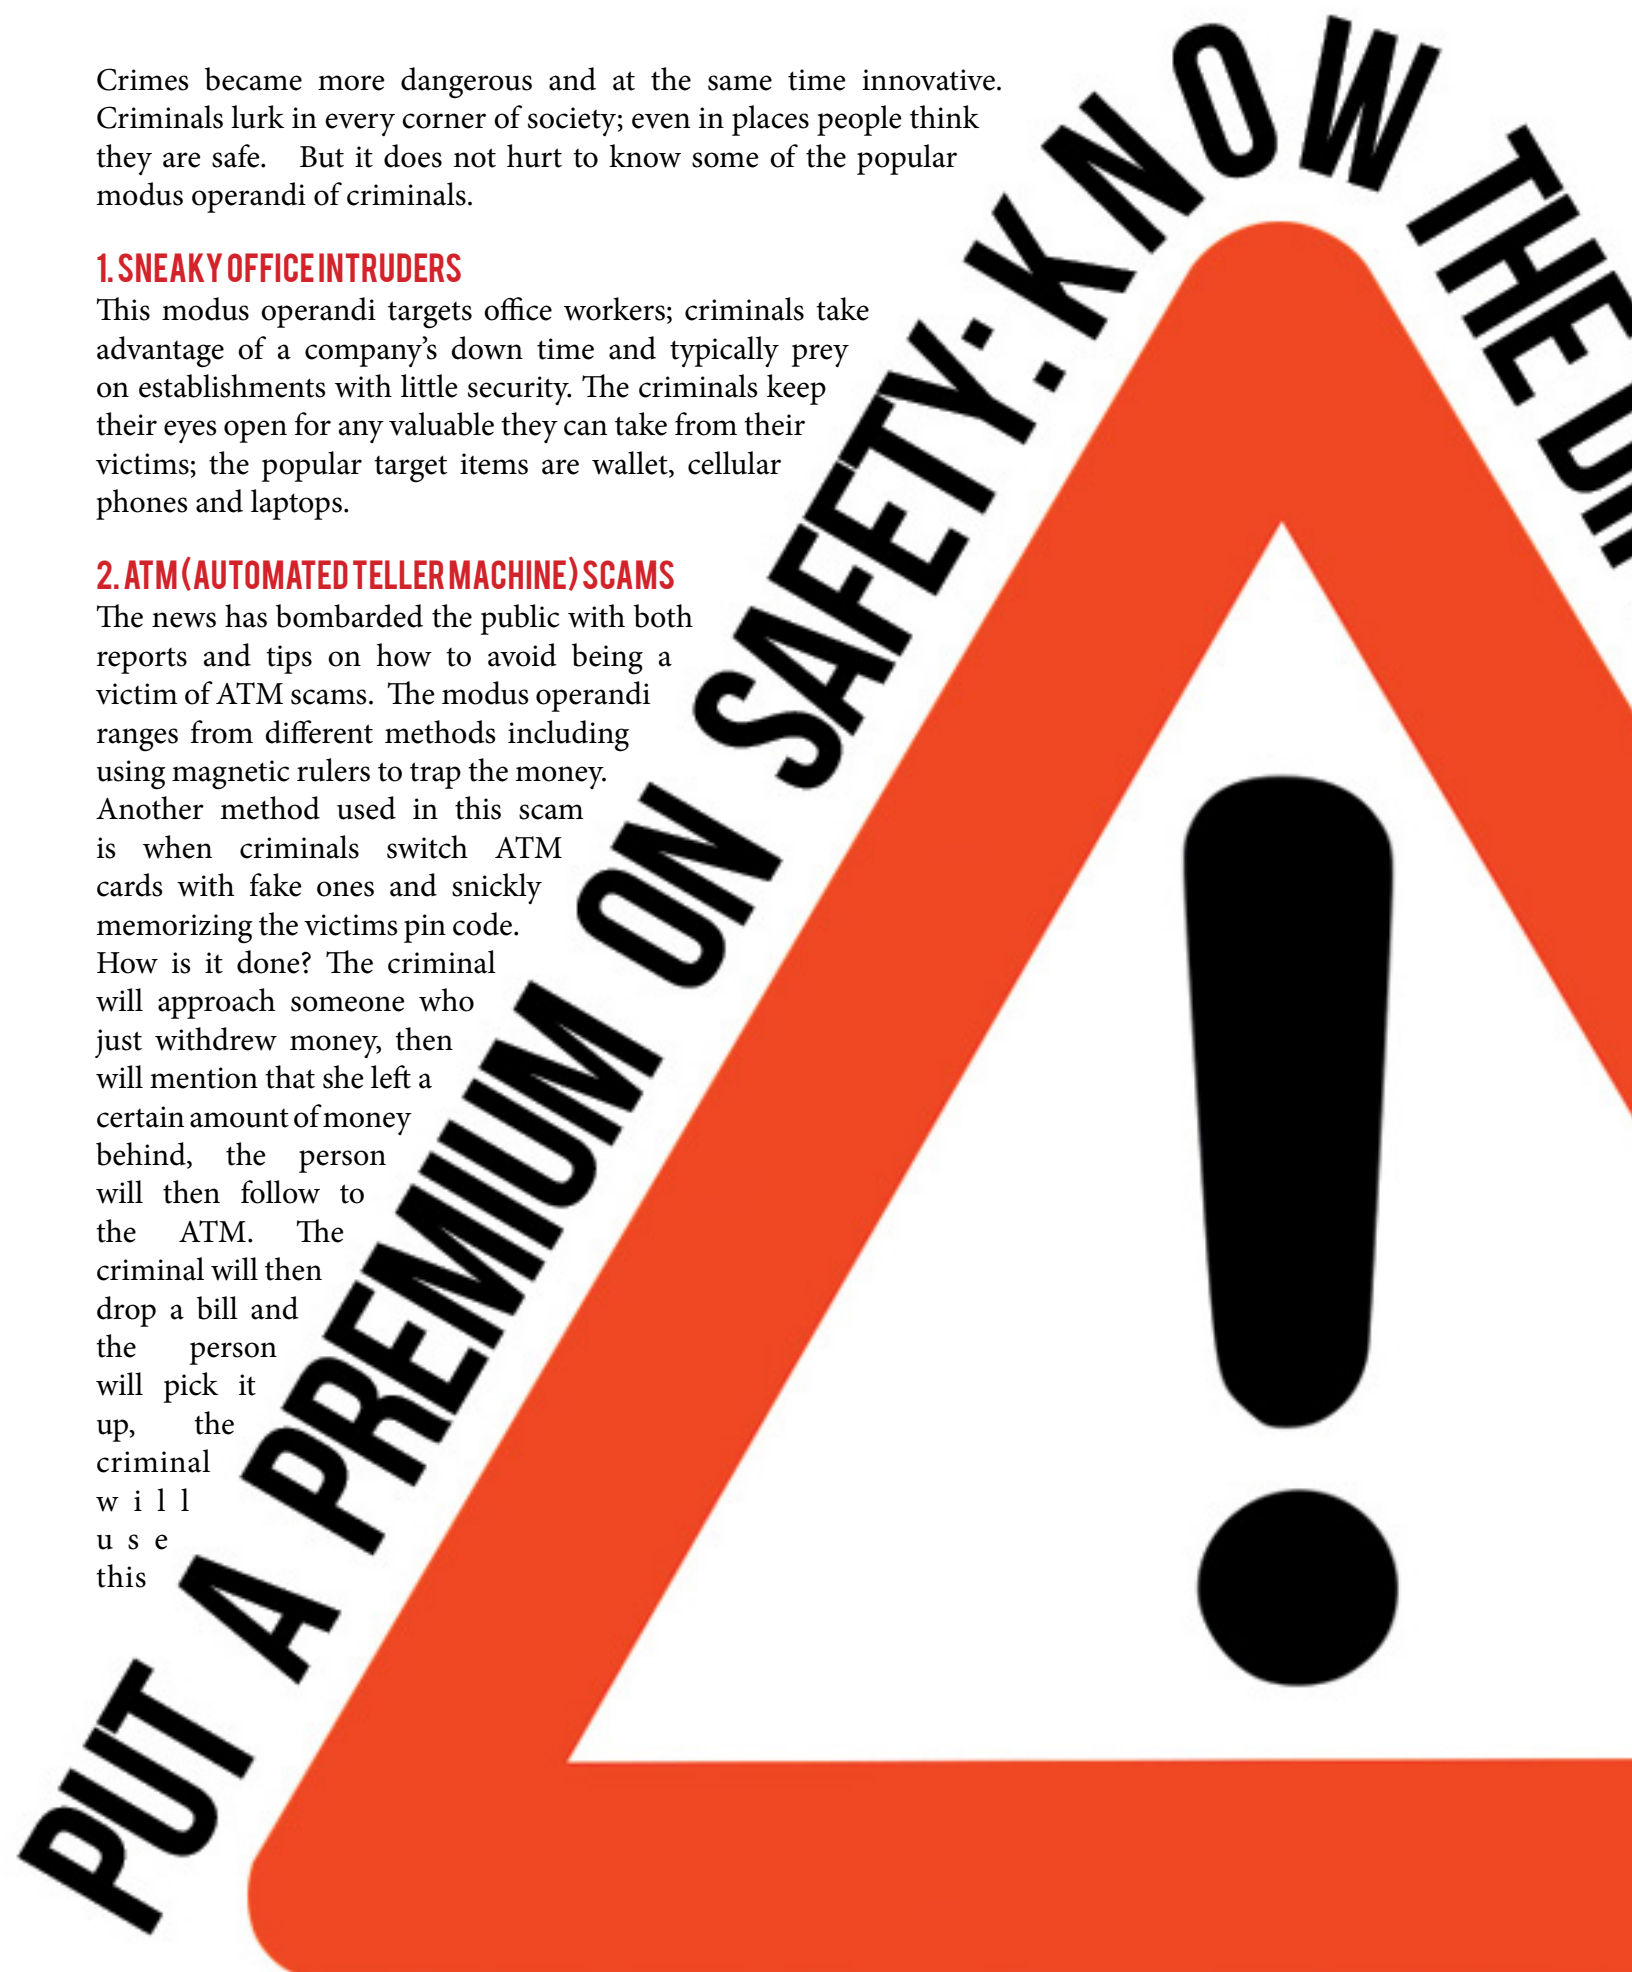 Crimes became more dangerous and at the same time innovative.
Criminals lurk in every corner of society; even in places people think
they are safe. But it does not hurt to know some of the popular
modus operandi of criminals.
1. SNEAKY OFFICE INTRUDERS
This modus operandi targets office workers; criminals take
advantage of a company’s down time and typically prey
on establishments with little security. The criminals keep
their eyes open for any valuable they can take from their
victims; the popular target items are wallet, cellular
phones and laptops.
2. ATM (AUTOMATED TELLER MACHINE) SCAMS
The news has bombarded the public with both
reports and tips on how to avoid being a
victim of ATM scams. The modus operandi
ranges from different methods including
using magnetic rulers to trap the money.
Another method used in this scam
is when criminals switch ATM
cards with fake ones and snickly
memorizing the victims pin code.
How is it done? The criminal
will approach someone who
just withdrew money, then
will mention that she left a
certain amount of money
behind, the person
will then follow to
the ATM. The
criminal will then
drop a bill and
the person
will pick it
up, the
criminal
will
use
this
PUT A PREMIUM ON SAFETY: KNOW THE